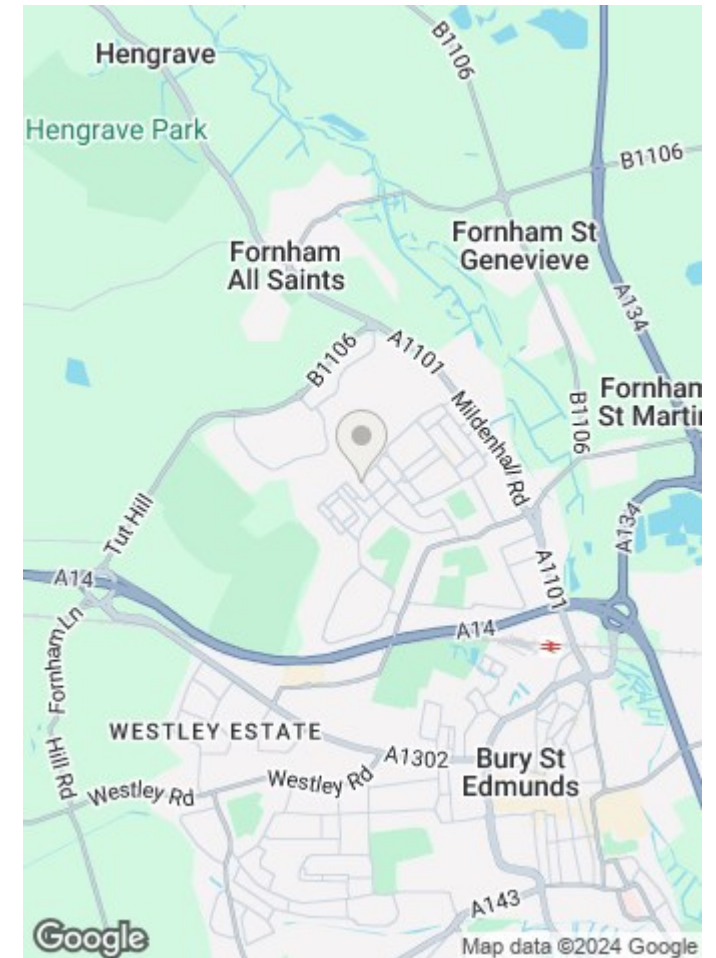 Hengrave
B1106
Hengrave Park
B1106
Fornham St
Genevieve
Fornham
All Saints
A134
B1106
A1101
Fornham
St Martin
Mildenhall Rd
B1106
Tut Hill
A134
A14
A1101
Fornham Ln
A14
WESTLEY ESTATE
Hill Rd
A1302
Bury St
Edmunds
Westley Rd
Westley Rd
A143
Google
Map data ©2024 Google